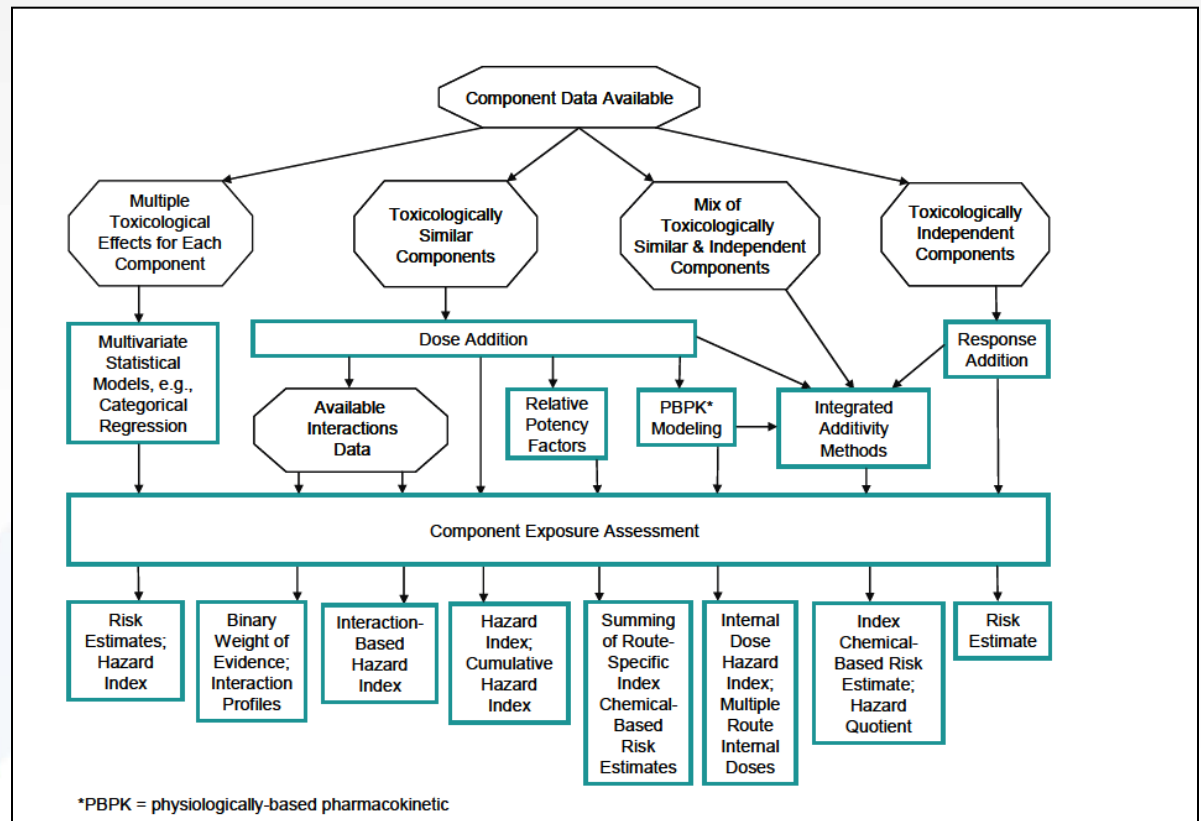 Component Data Available
Multiple
Toxicological
Effects for Each
Component
Toxicologically
Similar
Components
Mix of
Toxicologically
Similar & Independent
Components
Toxicologically
Independent
Components
Multivariate
Statistical
Models, e.g.,
Categorical
Regression
Dose Addition
Response
Addition
Available
Interactions
Data
Relative
Potency
Factors
PBPK*
Modeling
Integrated
Additivity
Methods
Component Exposure Assessment
Risk
Estimates;
Hazard
Index
Binary
Weight of
Evidence;
Interaction
Profiles
Interaction-
Based
Hazard
Index
Hazard
Index;
Cumulative
Hazard
Index
Summing
of Route-
Specific
Index
Chemical-
Based
Risk
Estimates
Internal
Dose
Hazard
Index;
Multiple
Route
Internal
Doses
Index
Chemical-
Based Risk
Estimate;
Hazard
Quotient
Risk
Estimate
*PBPK = physiologically-based pharmacokinetic